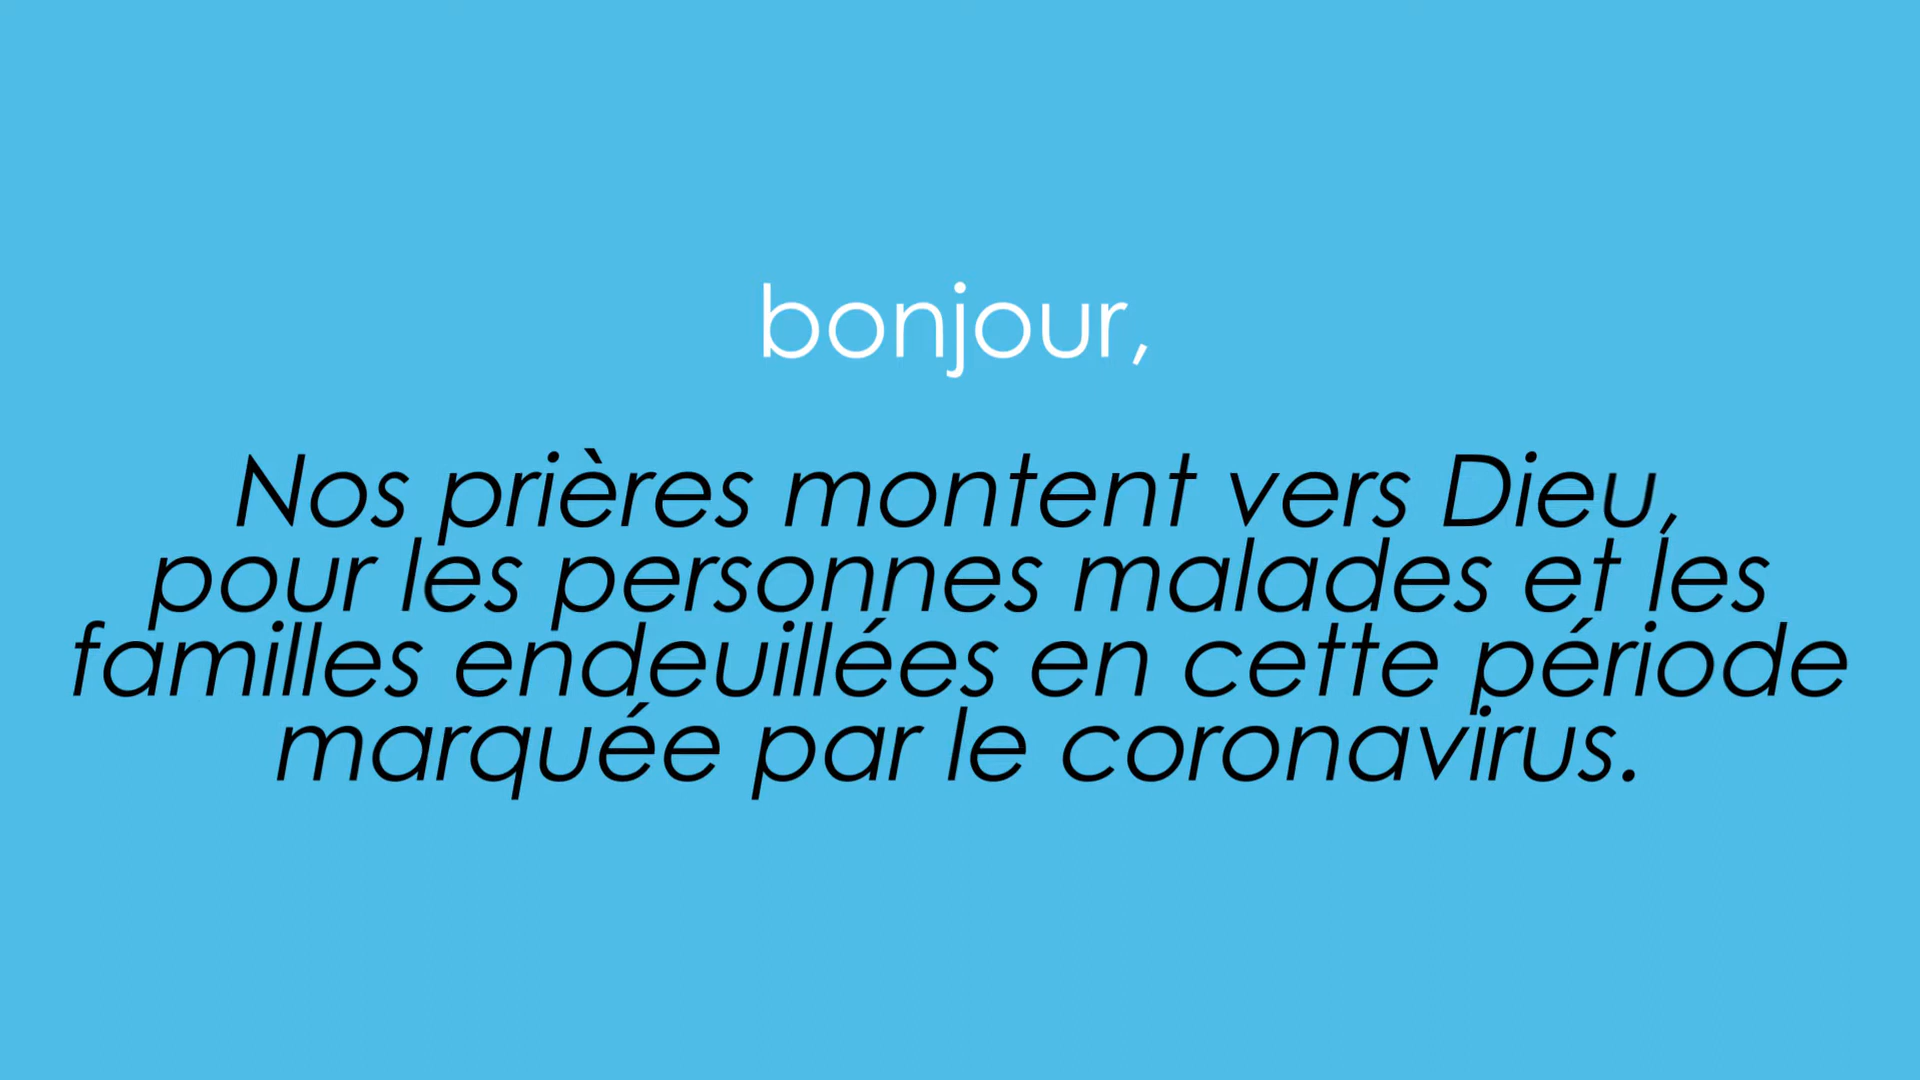 bonjour,
Nos prières montent vers Dieu,
pour les personnes malades et les
familles endeuillées en cette période
marquée par le coronavirus.